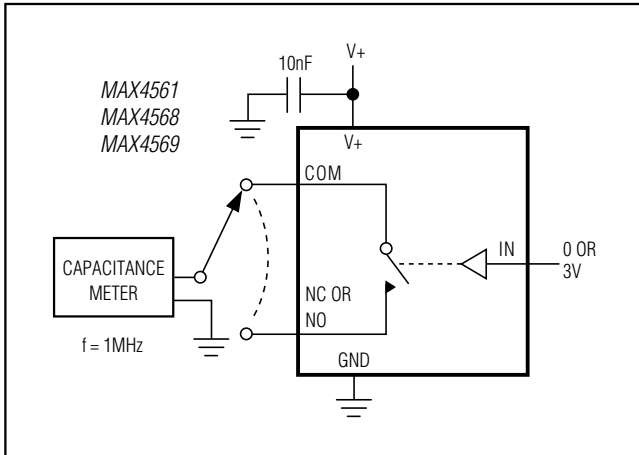 MAX4561
MAX4568
MAX4569
10nF
V+
V+
COM
IN
0 OR
3V
CAPACITANCE
METER
NC OR
NO
f = 1MHz
GND